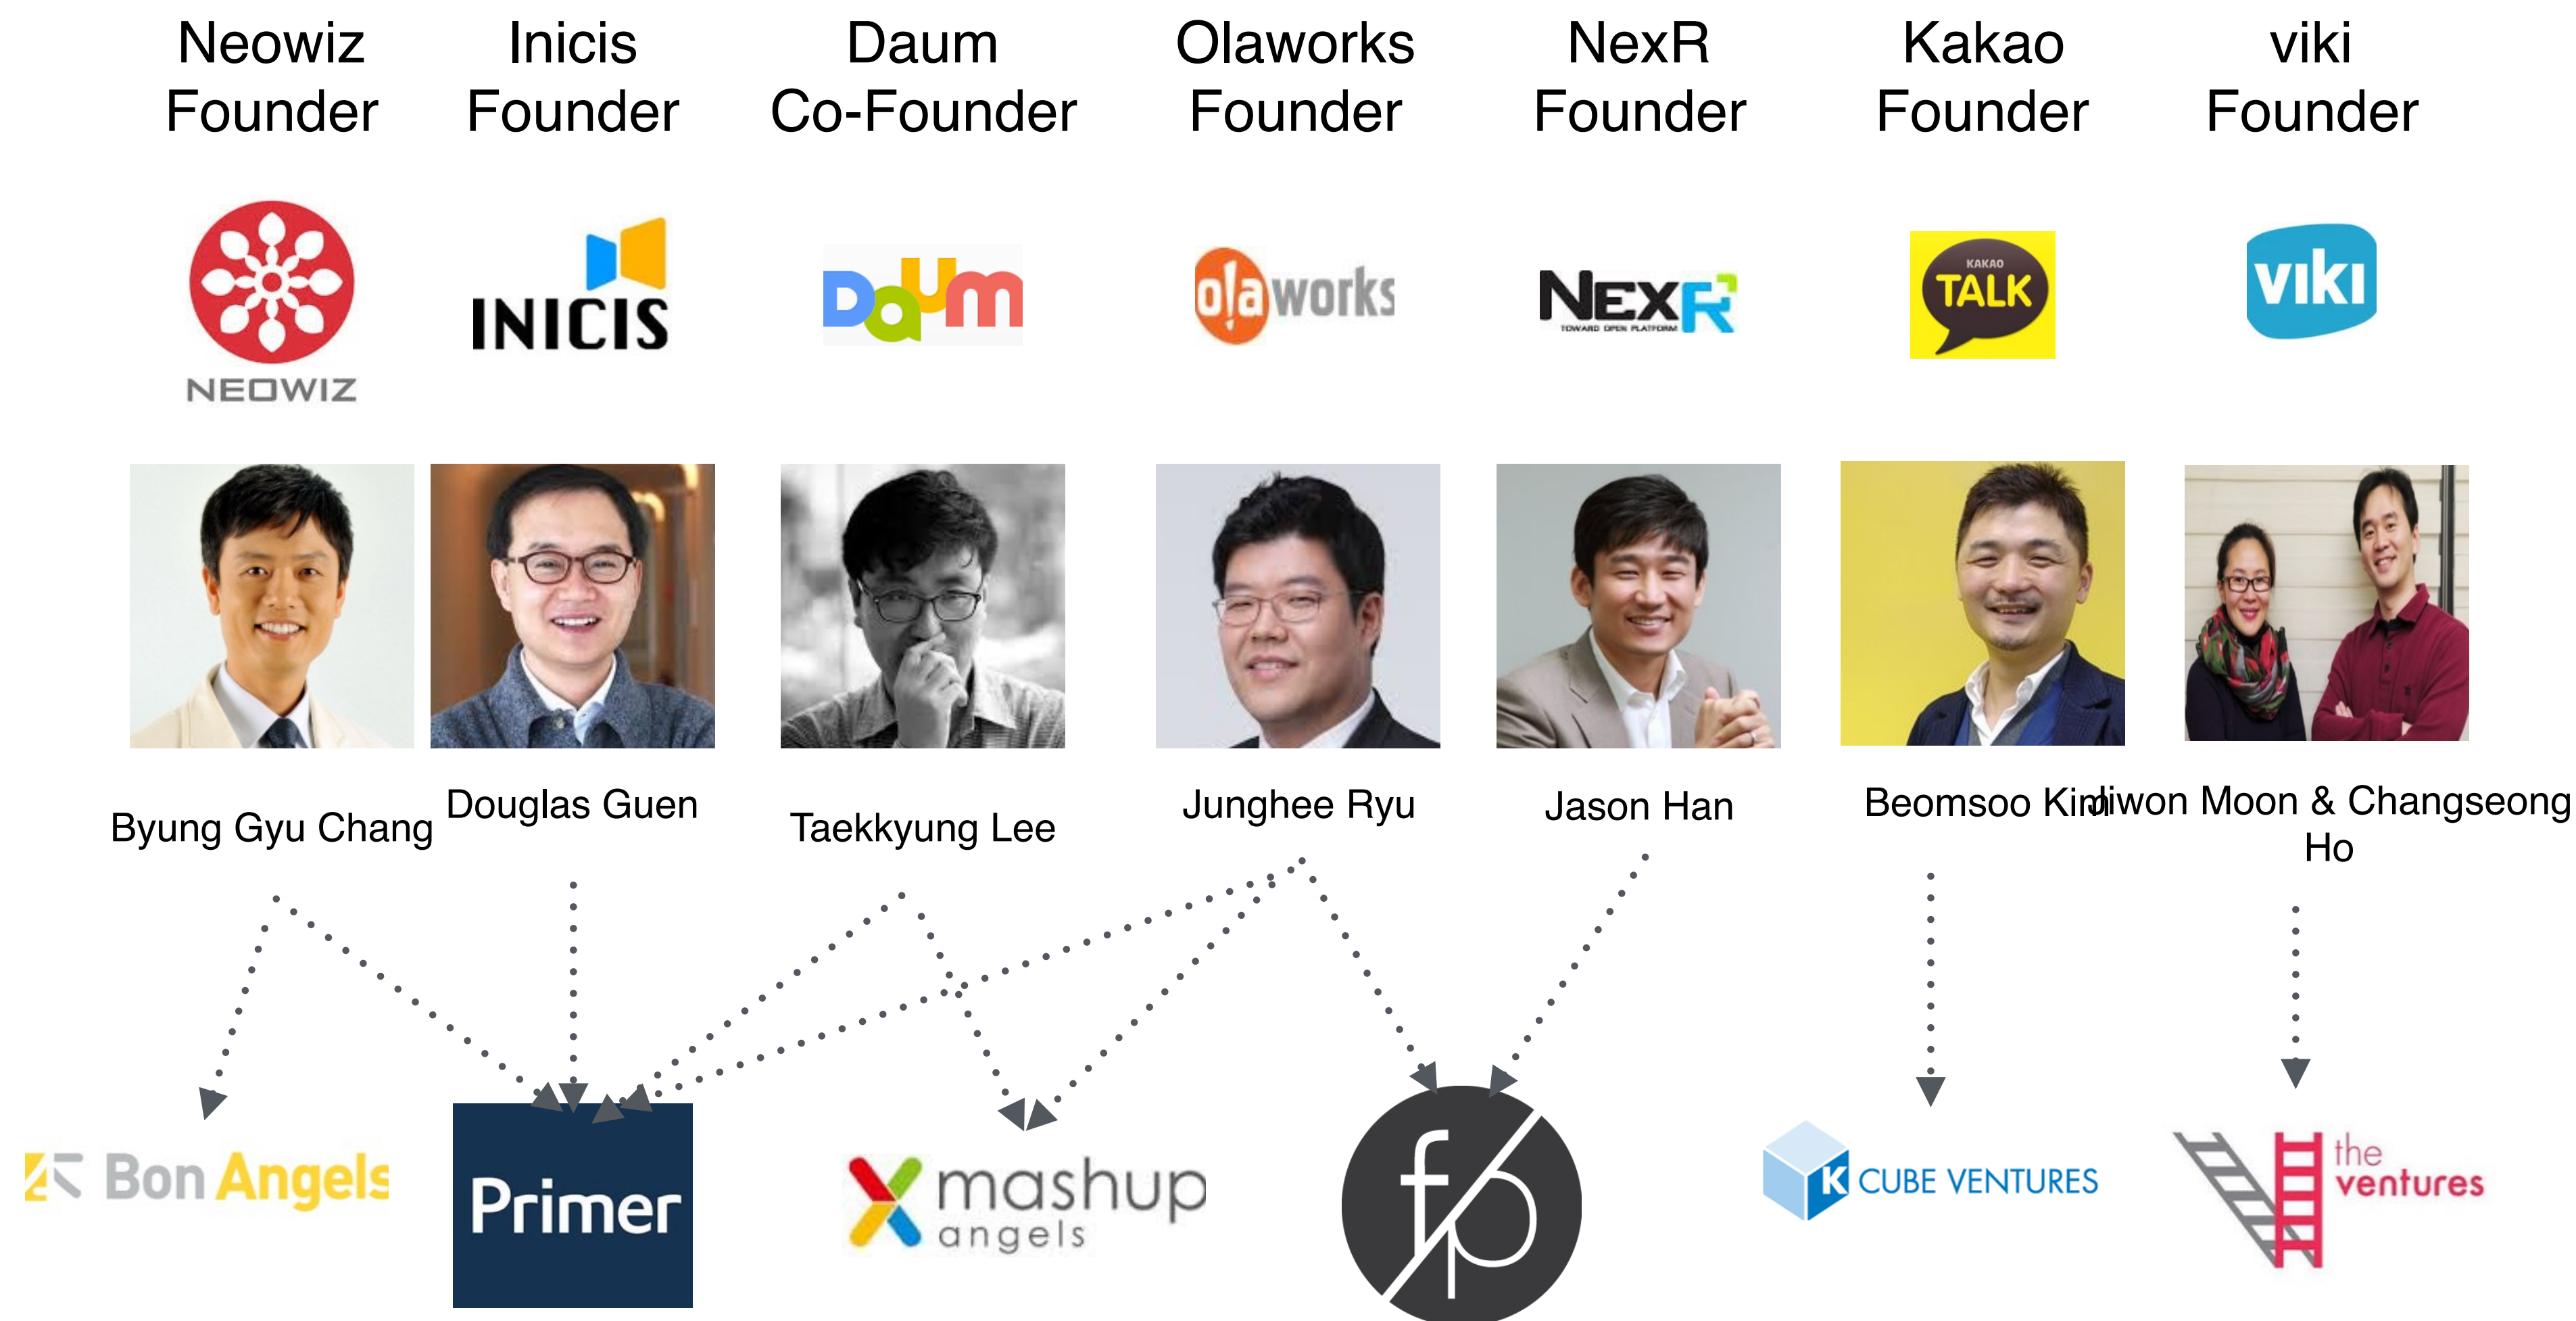 Neowiz
Founder
Inicis
Founder
Daum
Co-Founder
Olaworks
Founder
NexR
Founder
Kakao
Founder
viki
Founder
NEOWIZ
INICIS
Daum
olaworks
NEXR
TOWARD OPEN PLATFORM
KAKAO
TALK
viki
Byung Gyu Chang
Douglas Guen
Taekkyung Lee
Junghee Ryu
Jason Han
Beomsoo Kim
Jiwon Moon & Changseong
Ho
Bon Angels
Primer
mashup
angels
fp
K CUBE VENTURES
the
ventures